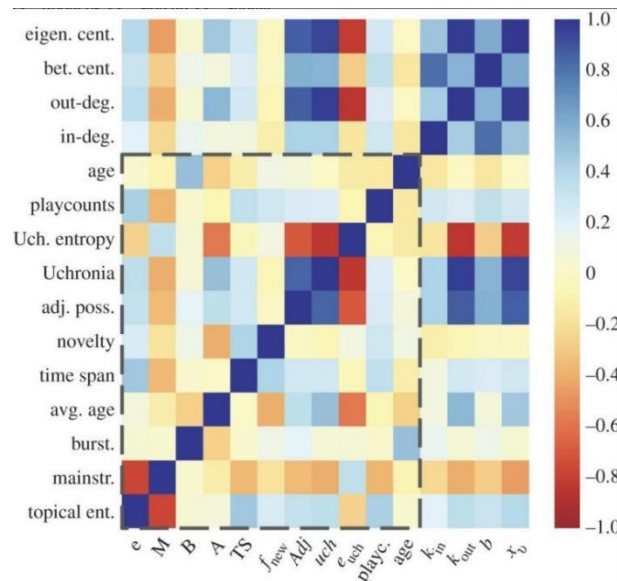 eigen. cent.
bet. cent.
out-deg.
in-deg.
age
playcounts
Uch. entropy
Uchronia
adj. poss.
novelty
time span
avg. age
burst.
mainstr.
topical ent.
e M B A TS f_new Adj uch e_uch playc. age k_in k_out b x_b
1.0
0.8
0.6
0.4
0.2
0
–0.2
–0.4
–0.6
–0.8
–1.0